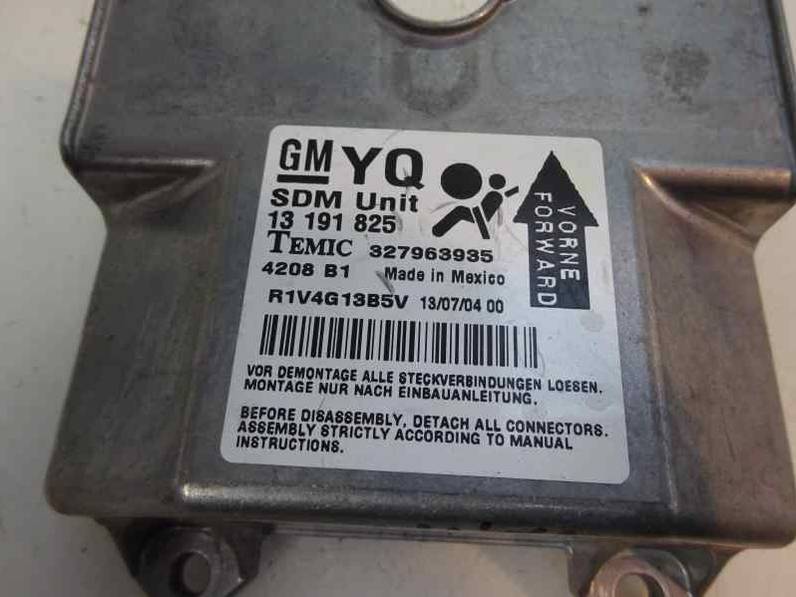 GM YQ
SDM Unit
13 191 825
TEMIC 327963935
4208 B1 Made in Mexico
R1V4G13B5V 13/07/04 00
VORNE
FORWARD
VOR DEMONTAGE ALLE STECKVERBINDUNGEN LOESEN.
MONTAGE NUR NACH EINBAUANLEITUNG.
BEFORE DISASSEMBLY, DETACH ALL CONNECTORS.
ASSEMBLY STRICTLY ACCORDING TO MANUAL
INSTRUCTIONS.